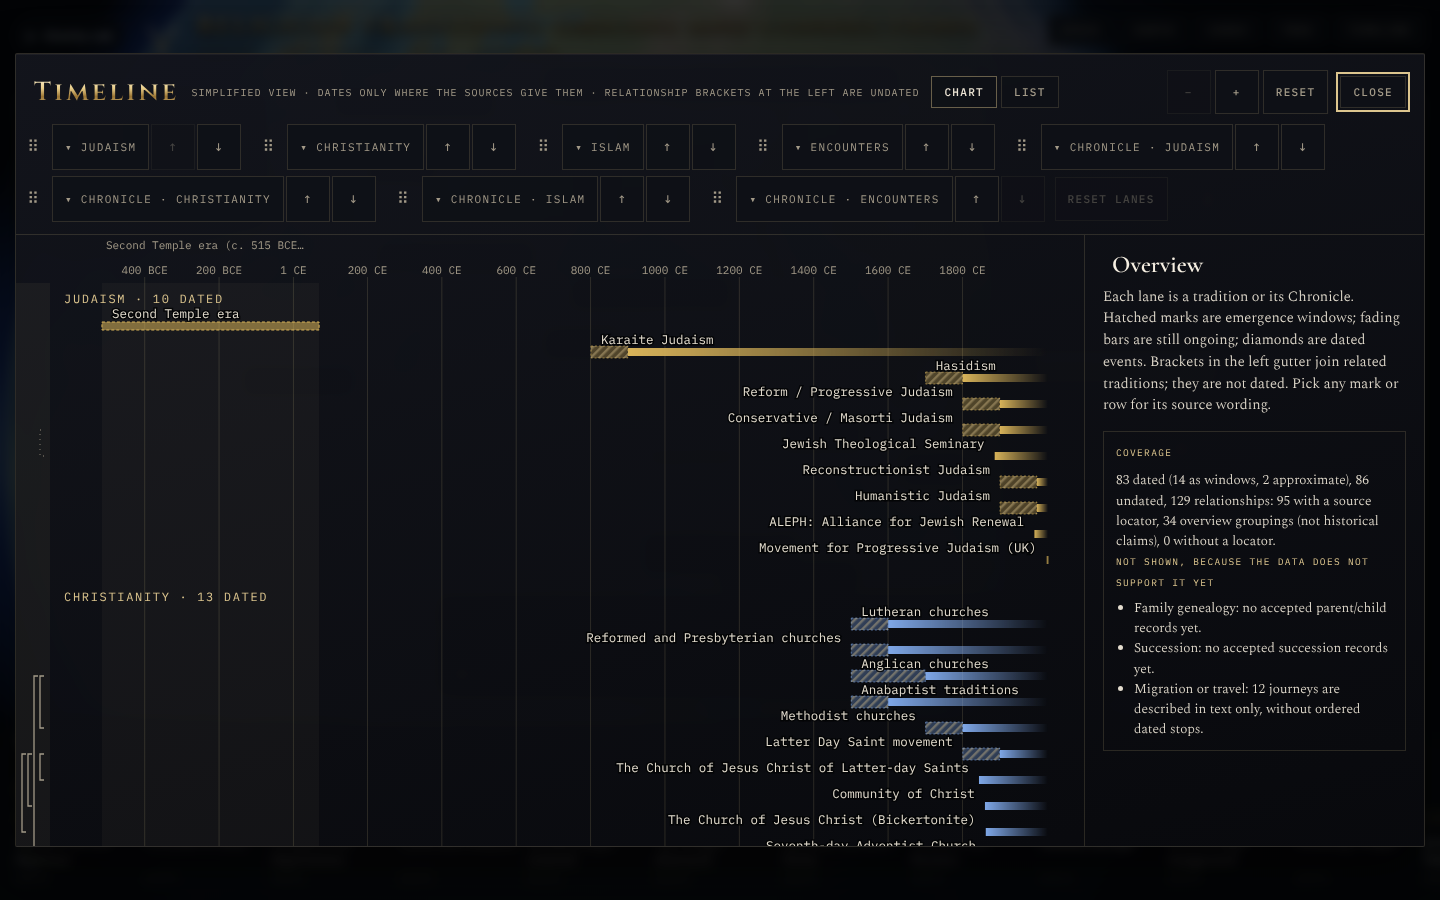 TIMELINE SIMPLIFIED VIEW · DATES ONLY WHERE THE SOURCES GIVE THEM · RELATIONSHIP BRACKETS AT THE LEFT ARE UNDATED CHART LIST − + RESET CLOSE
⠿ ▾ JUDAISM ↑ ↓ ⠿ ▾ CHRISTIANITY ↑ ↓ ⠿ ▾ ISLAM ↑ ↓ ⠿ ▾ ENCOUNTERS ↑ ↓ ⠿ ▾ CHRONICLE · JUDAISM ↑ ↓
⠿ ▾ CHRONICLE · CHRISTIANITY ↑ ↓ ⠿ ▾ CHRONICLE · ISLAM ↑ ↓ ⠿ ▾ CHRONICLE · ENCOUNTERS ↑ ↓ RESET LANES
Second Temple era (c. 515 BCE…
400 BCE 200 BCE 1 CE 200 CE 400 CE 600 CE 800 CE 1000 CE 1200 CE 1400 CE 1600 CE 1800 CE
JUDAISM · 10 DATED
Second Temple era
Karaite Judaism
Hasidism
Reform / Progressive Judaism
Conservative / Masorti Judaism
Jewish Theological Seminary
Reconstructionist Judaism
Humanistic Judaism
ALEPH: Alliance for Jewish Renewal
Movement for Progressive Judaism (UK)
CHRISTIANITY · 13 DATED
Lutheran churches
Reformed and Presbyterian churches
Anglican churches
Anabaptist traditions
Methodist churches
Latter Day Saint movement
The Church of Jesus Christ of Latter-day Saints
Community of Christ
The Church of Jesus Christ (Bickertonite)
Seventh-day Adventist Church
Overview
Each lane is a tradition or its Chronicle.
Hatched marks are emergence windows; fading
bars are still ongoing; diamonds are dated
events. Brackets in the left gutter join related
traditions; they are not dated. Pick any mark or
row for its source wording.
COVERAGE
83 dated (14 as windows, 2 approximate), 86
undated, 129 relationships: 95 with a source
locator, 34 overview groupings (not historical
claims), 0 without a locator.
NOT SHOWN, BECAUSE THE DATA DOES NOT
SUPPORT IT YET
• Family genealogy: no accepted parent/child
records yet.
• Succession: no accepted succession records
yet.
• Migration or travel: 12 journeys are
described in text only, without ordered
dated stops.